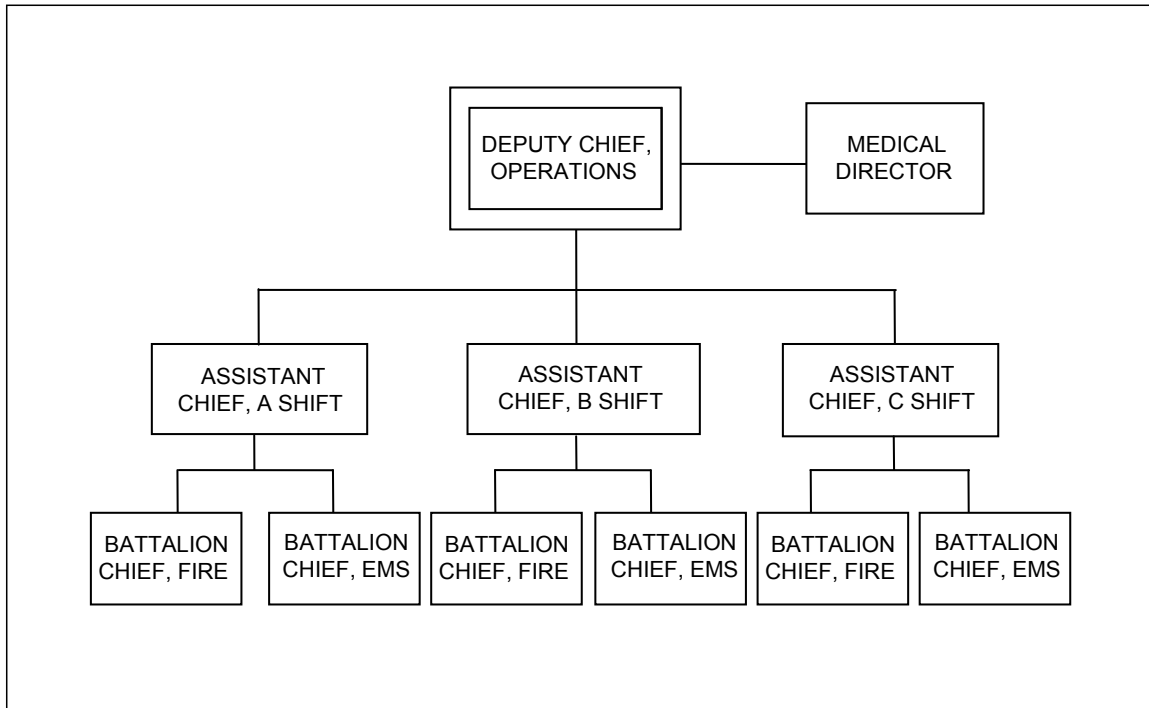 DEPUTY CHIEF,
OPERATIONS
MEDICAL
DIRECTOR
ASSISTANT
CHIEF, A SHIFT
ASSISTANT
CHIEF, B SHIFT
ASSISTANT
CHIEF, C SHIFT
BATTALION
CHIEF, FIRE
BATTALION
CHIEF, EMS
BATTALION
CHIEF, FIRE
BATTALION
CHIEF, EMS
BATTALION
CHIEF, FIRE
BATTALION
CHIEF, EMS